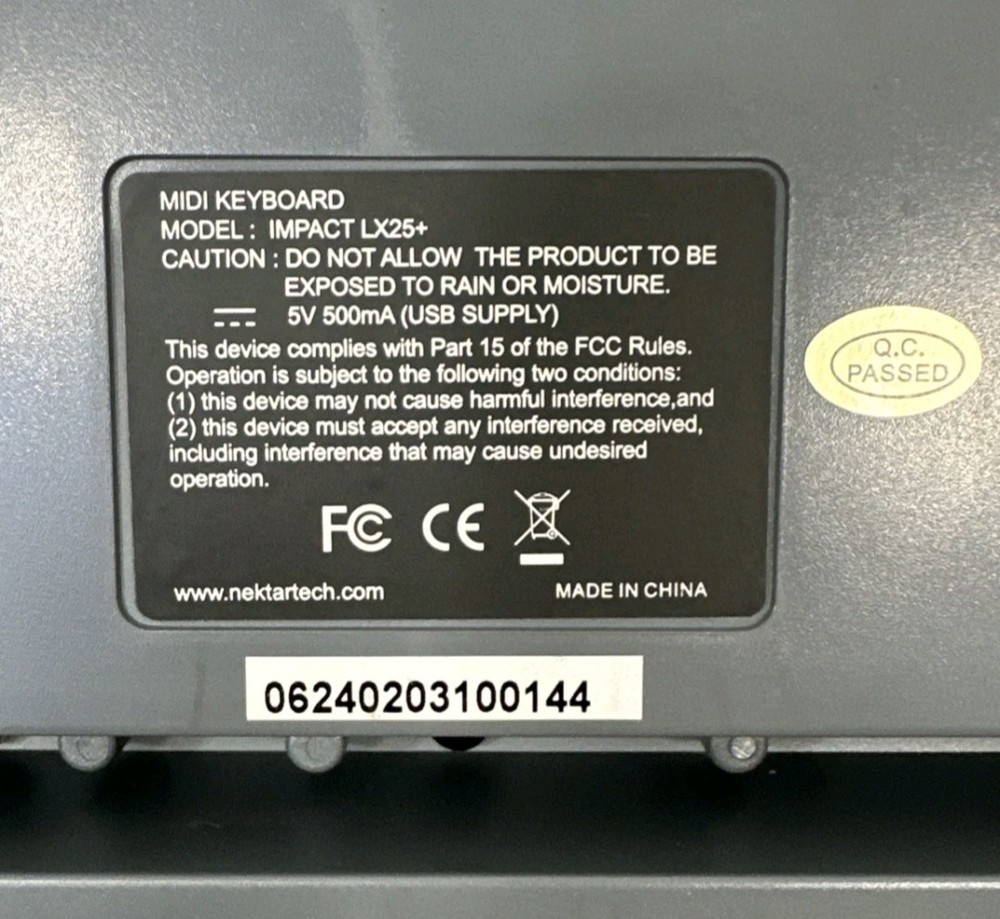 MIDI KEYBOARD
MODEL : IMPACT LX25+
CAUTION : DO NOT ALLOW THE PRODUCT TO BE
EXPOSED TO RAIN OR MOISTURE.
5V 500mA (USB SUPPLY)
This device complies with Part 15 of the FCC Rules.
Operation is subject to the following two conditions:
(1) this device may not cause harmful interference,and
(2) this device must accept any interference received,
including interference that may cause undesired
operation.
FC CE
www.nektartech.com MADE IN CHINA
Q.C.
PASSED
06240203100144